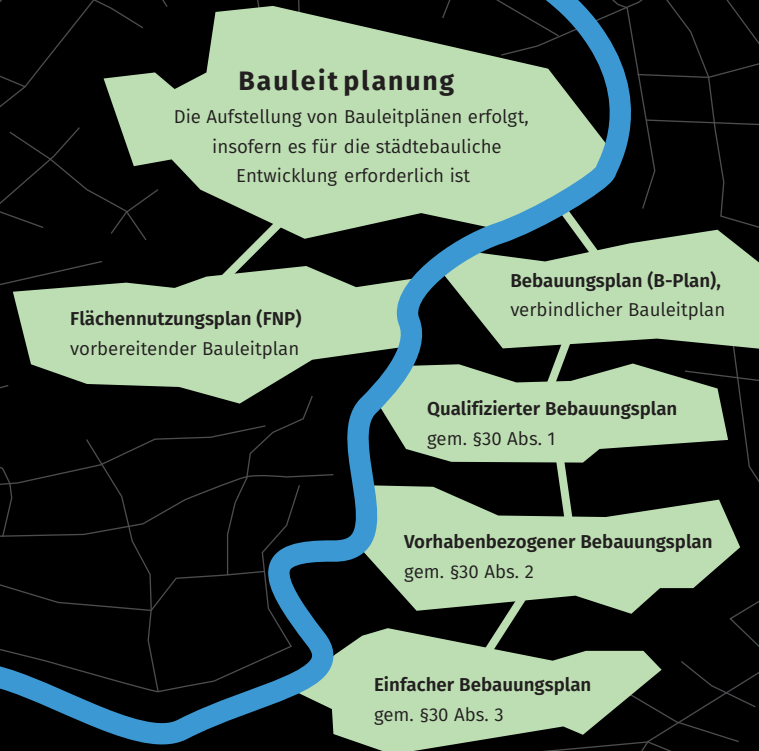 Bauleitplanung
Die Aufstellung von Bauleitplänen erfolgt,
insofern es für die städtebauliche
Entwicklung erforderlich ist
Flächennutzungsplan (FNP)
vorbereitender Bauleitplan
Bebauungsplan (B-Plan),
verbindlicher Bauleitplan
Qualifizierter Bebauungsplan
gem. §30 Abs. 1
Vorhabenbezogener Bebauungsplan
gem. §30 Abs. 2
Einfacher Bebauungsplan
gem. §30 Abs. 3